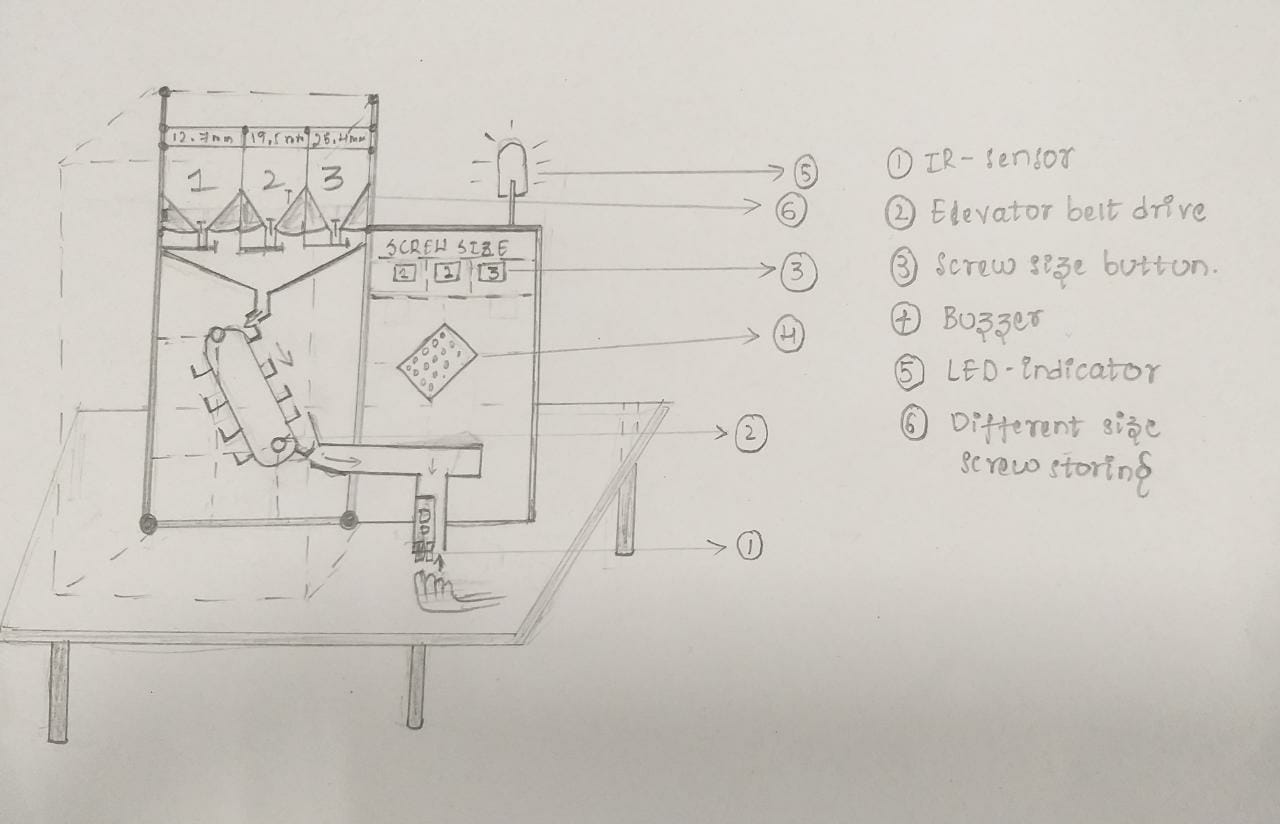 12.7mm 19.5mm 25.4mm
1 2 3
SCREW SIZE
1 2 3
5
6
3
4
2
1
① IR-sensor
② Elevator belt drive
③ Screw size button.
④ Buzzer
⑤ LED-indicator
⑥ Different size
screw storing